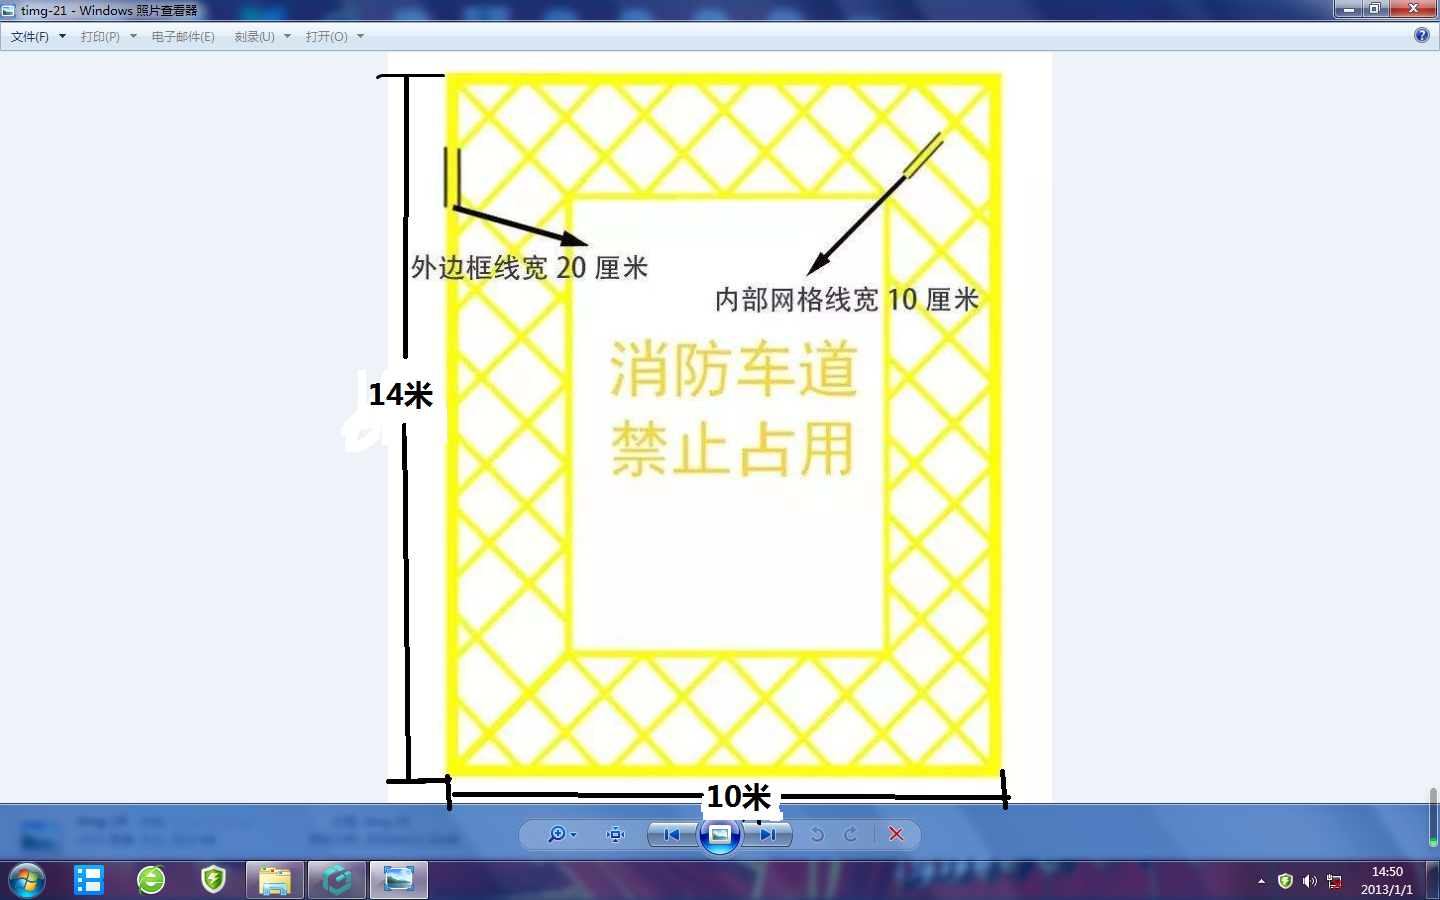 timg-21 - Windows 照片查看器
文件(F) 打印(P) 电子邮件(E) 刻录(U) 打开(O)
外边框线宽 20 厘米
内部网格线宽 10 厘米
消防车道
禁止占用
14米
10米
14:50
2013/1/1